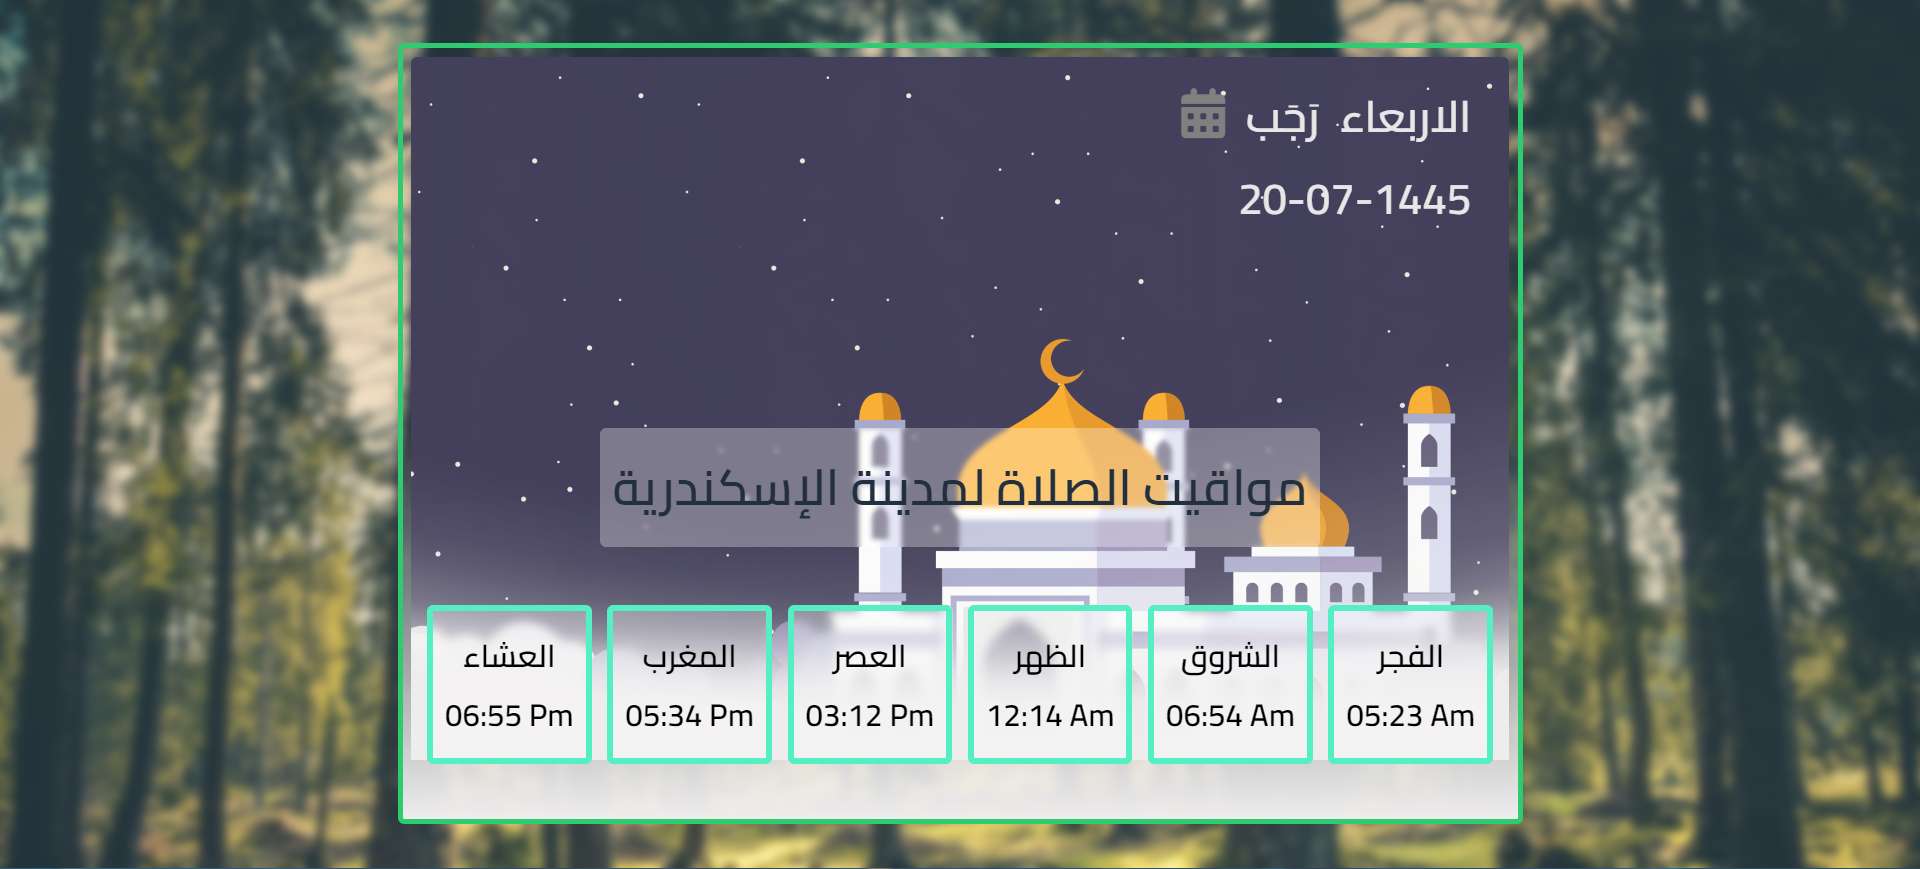 الاربعاء رَجَب
20-07-1445
مواقيت الصلاة لمدينة الإسكندرية
الفجر
05:23 Am
الشروق
06:54 Am
الظهر
12:14 Am
العصر
03:12 Pm
المغرب
05:34 Pm
العشاء
06:55 Pm